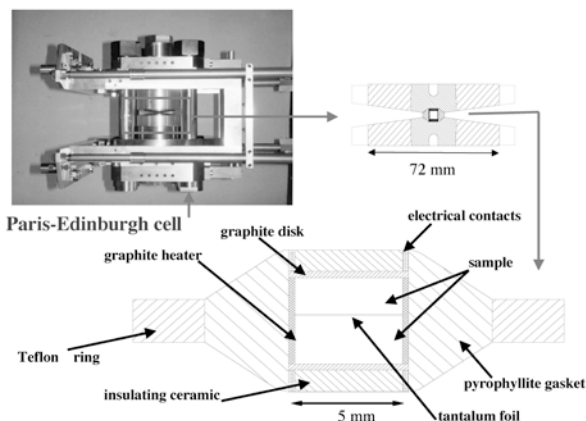 72 mm
Paris-Edinburgh cell
electrical contacts
graphite disk
graphite heater
sample
Teflon ring
insulating ceramic
pyrophyllite gasket
5 mm
tantalum foil